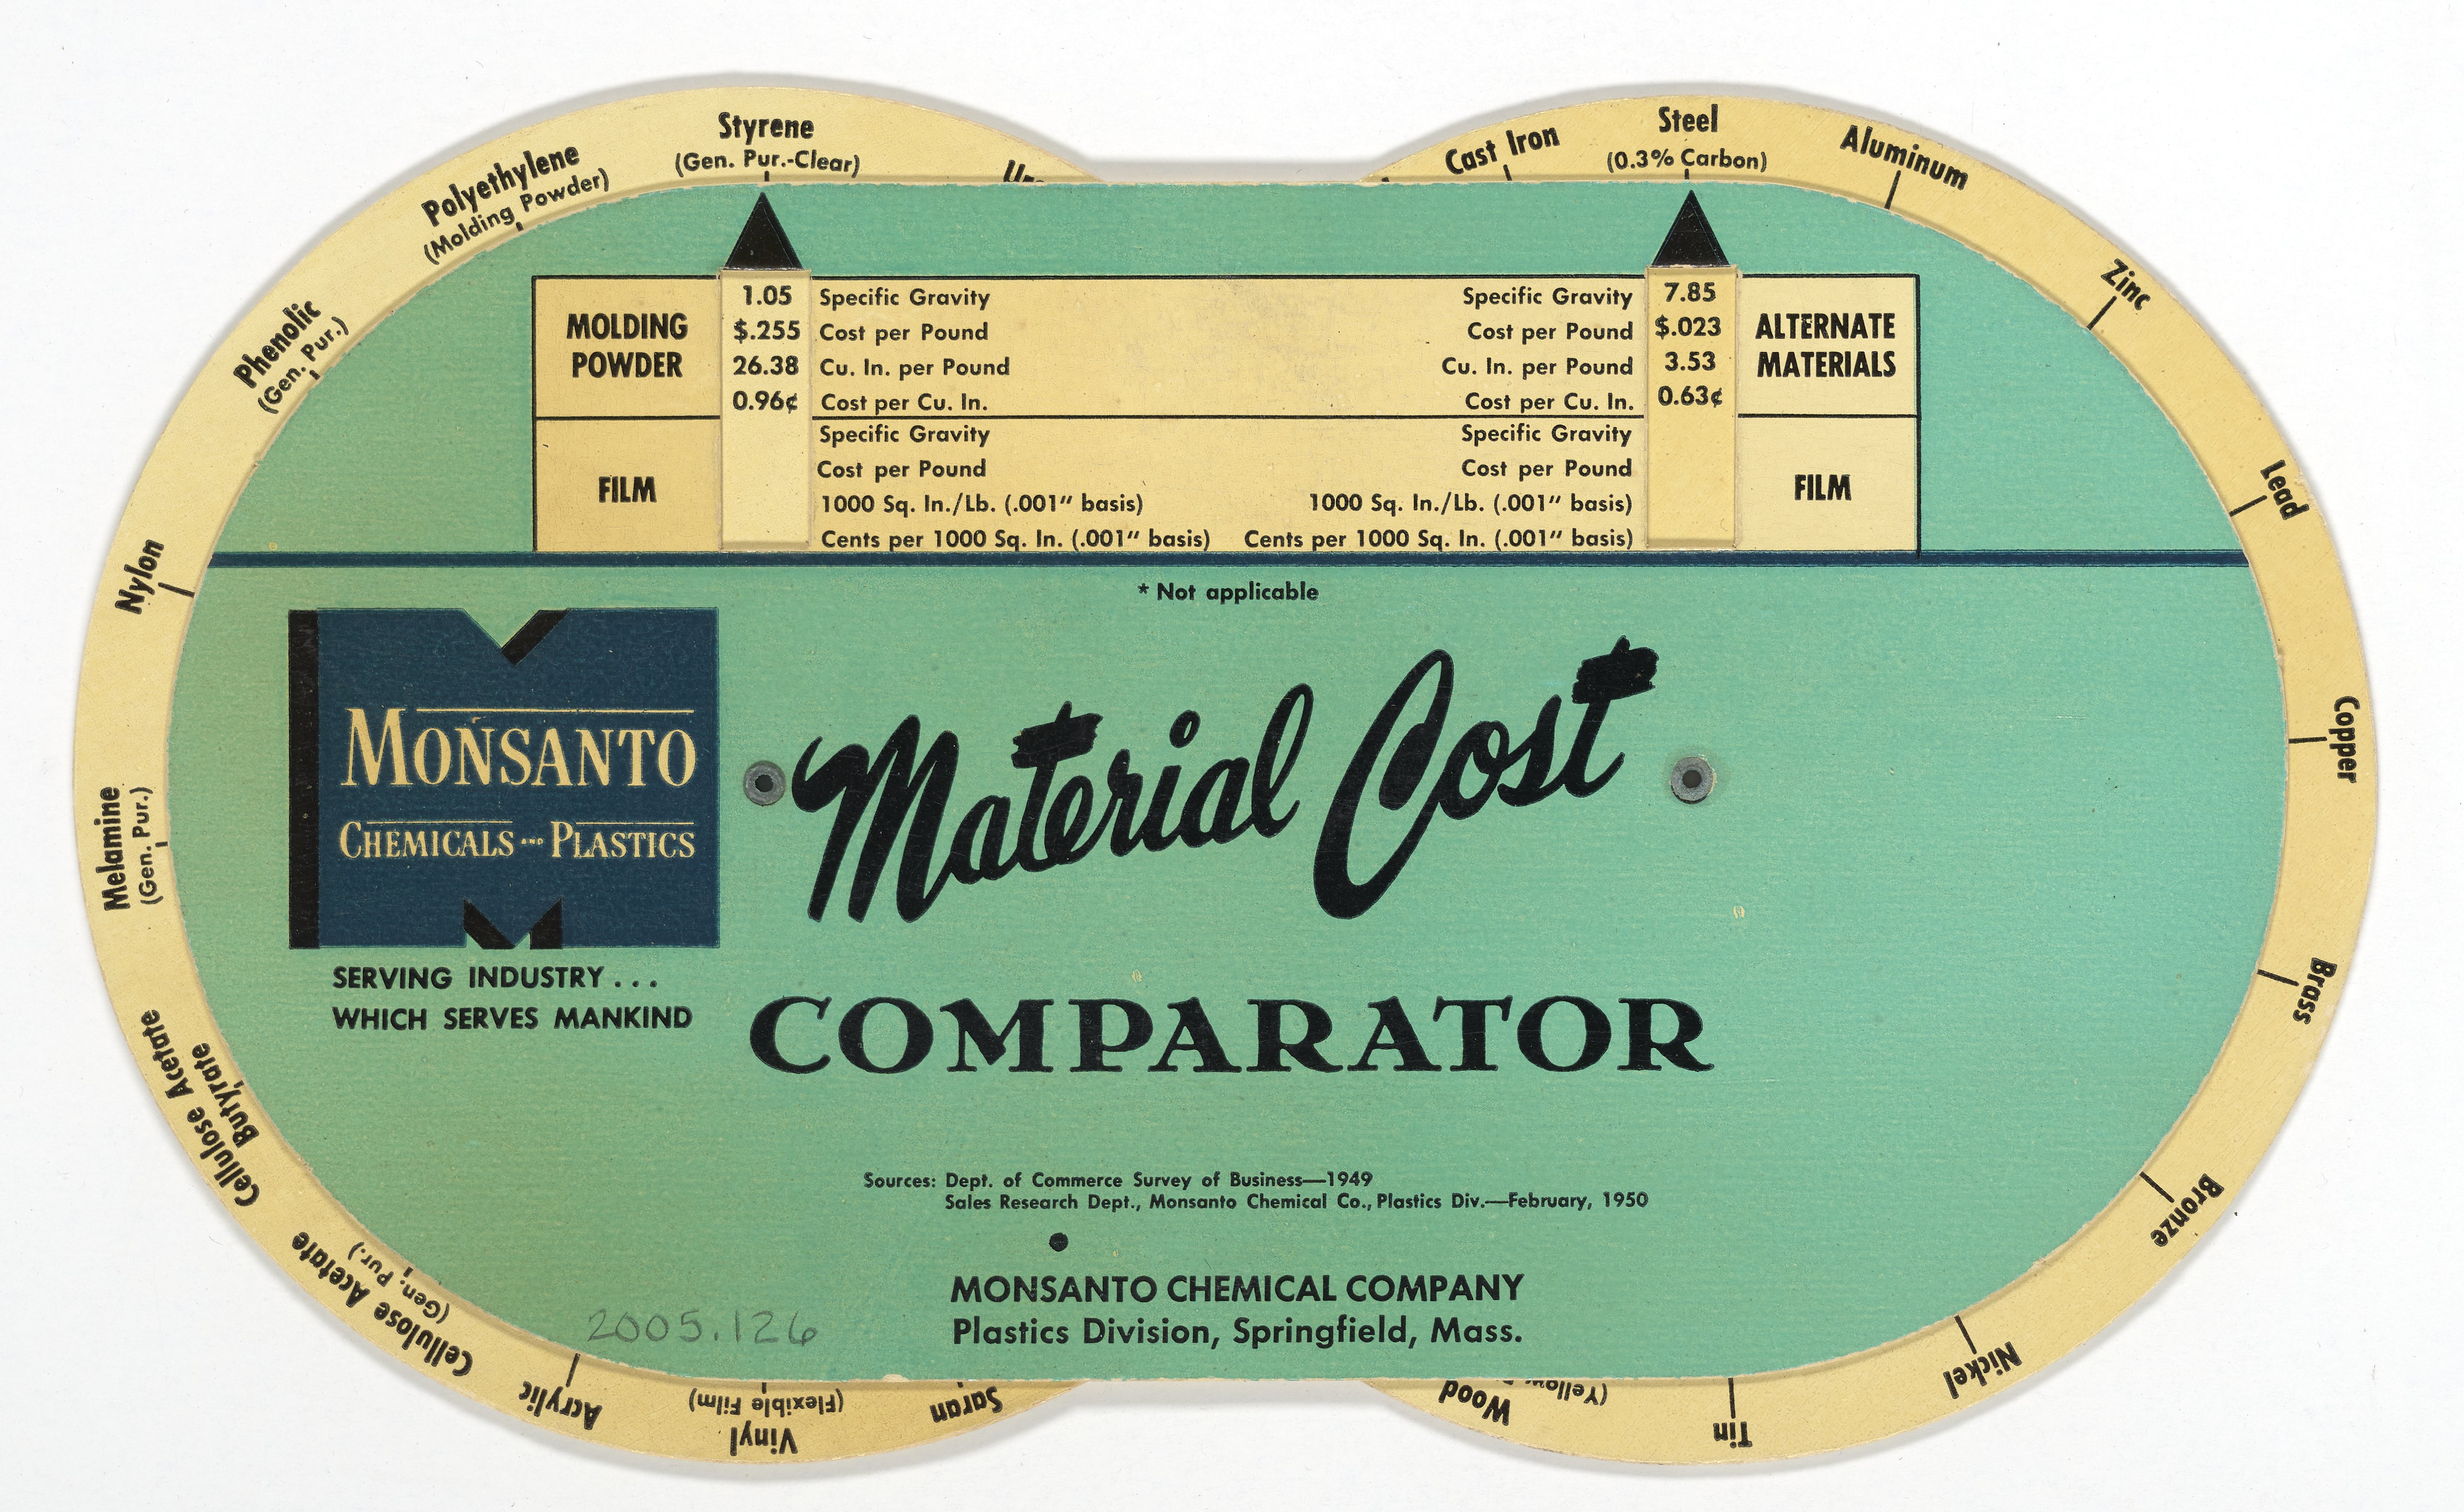 Styrene
(Gen. Pur.-Clear)
Polyethylene
(Molding Powder)
Phenolic
(Gen. Pur.)
Nylon
Melamine
(Gen. Pur.)
Cellulose Acetate
Butyrate
Cellulose Acetate
(Gen. Pur.)
Acrylic
Vinyl
(Flexible Film)
Saran
Cast Iron
Steel
(0.3% Carbon)
Aluminum
Zinc
Lead
Copper
Brass
Bronze
Nickel
Tin
Wood
(Yellow
MOLDING
POWDER
1.05 Specific Gravity
$.255 Cost per Pound
26.38 Cu. In. per Pound
0.96¢ Cost per Cu. In.
FILM
Specific Gravity
Cost per Pound
1000 Sq. In./Lb. (.001" basis)
Cents per 1000 Sq. In. (.001" basis)
Specific Gravity 7.85
Cost per Pound $.023
Cu. In. per Pound 3.53
Cost per Cu. In. 0.63¢
ALTERNATE
MATERIALS
Specific Gravity
Cost per Pound
1000 Sq. In./Lb. (.001" basis)
Cents per 1000 Sq. In. (.001" basis)
FILM
* Not applicable
MONSANTO
CHEMICALS AND PLASTICS
SERVING INDUSTRY...
WHICH SERVES MANKIND
Material Cost
COMPARATOR
Sources: Dept. of Commerce Survey of Business—1949
Sales Research Dept., Monsanto Chemical Co., Plastics Div.—February, 1950
MONSANTO CHEMICAL COMPANY
Plastics Division, Springfield, Mass.
2005.126